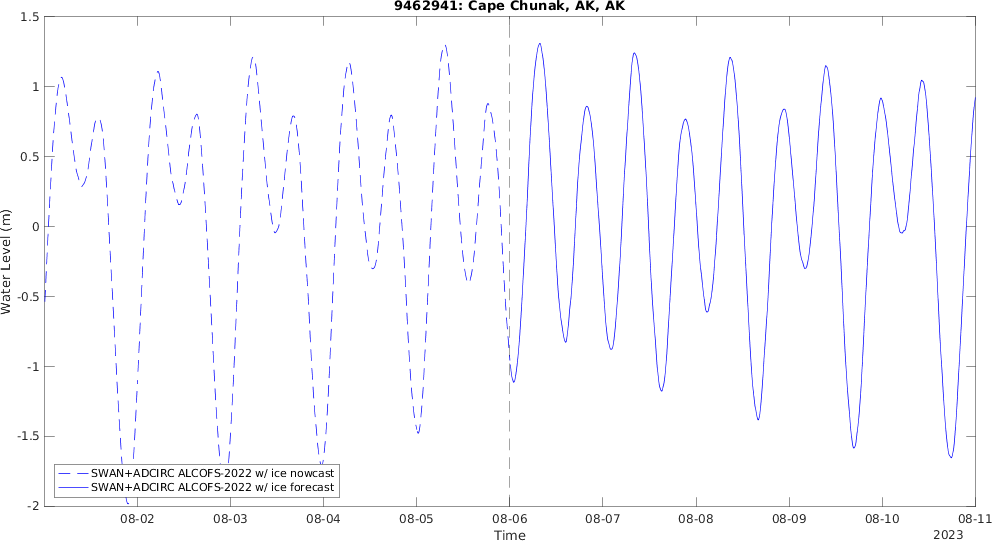 9462941: Cape Chunak, AK, AK
Water Level (m)
1.5
1
0.5
0
-0.5
-1
-1.5
-2
SWAN+ADCIRC ALCOFS-2022 w/ ice nowcast
SWAN+ADCIRC ALCOFS-2022 w/ ice forecast
08-02 08-03 08-04 08-05 08-06 08-07 08-08 08-09 08-10 08-11
Time
2023